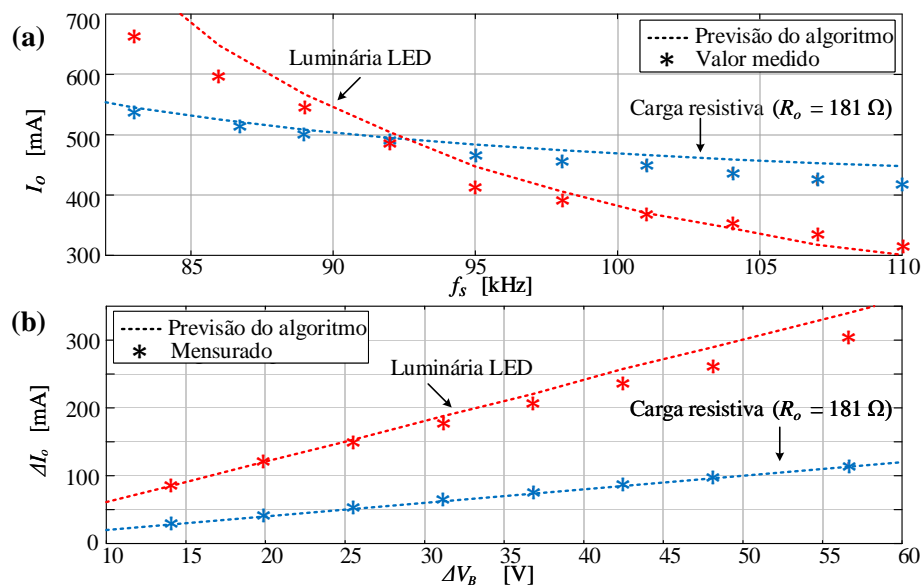 (a)
700
600
500
400
300
I_o [mA]
Luminária LED
Previsão do algoritmo
Valor medido
Carga resistiva (R_o = 181 Ω)
85
90
95
100
105
110
f_s [kHz]
(b)
300
200
100
0
ΔI_o [mA]
Previsão do algoritmo
Mensurado
Luminária LED
Carga resistiva (R_o = 181 Ω)
10
15
20
25
30
35
40
45
50
55
60
ΔV_B [V]